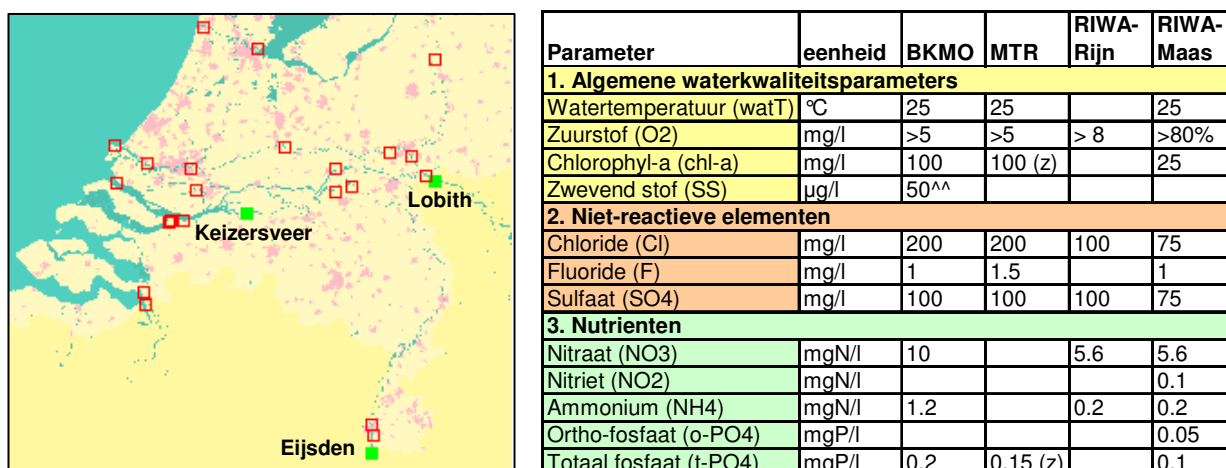 Lobith
Keizersveer
Eijsden
Parameter eenheid BKMO MTR RIWA-Rijn RIWA-Maas
1. Algemene waterkwaliteitsparameters
Watertemperatuur (watT) °C 25 25 25
Zuurstof (O2) mg/l >5 >5 > 8 >80%
Chlorophyl-a (chl-a) mg/l 100 100 (z) 25
Zwevend stof (SS) µg/l 50^^
2. Niet-reactieve elementen
Chloride (Cl) mg/l 200 200 100 75
Fluoride (F) mg/l 1 1.5 1
Sulfaat (SO4) mg/l 100 100 100 75
3. Nutrienten
Nitraat (NO3) mgN/l 10 5.6 5.6
Nitriet (NO2) mgN/l 0.1
Ammonium (NH4) mgN/l 1.2 0.2 0.2
Ortho-fosfaat (o-PO4) mgP/l 0.05
Totaal fosfaat (t-PO4) mgP/l 0.2 0.15 (z) 0.1